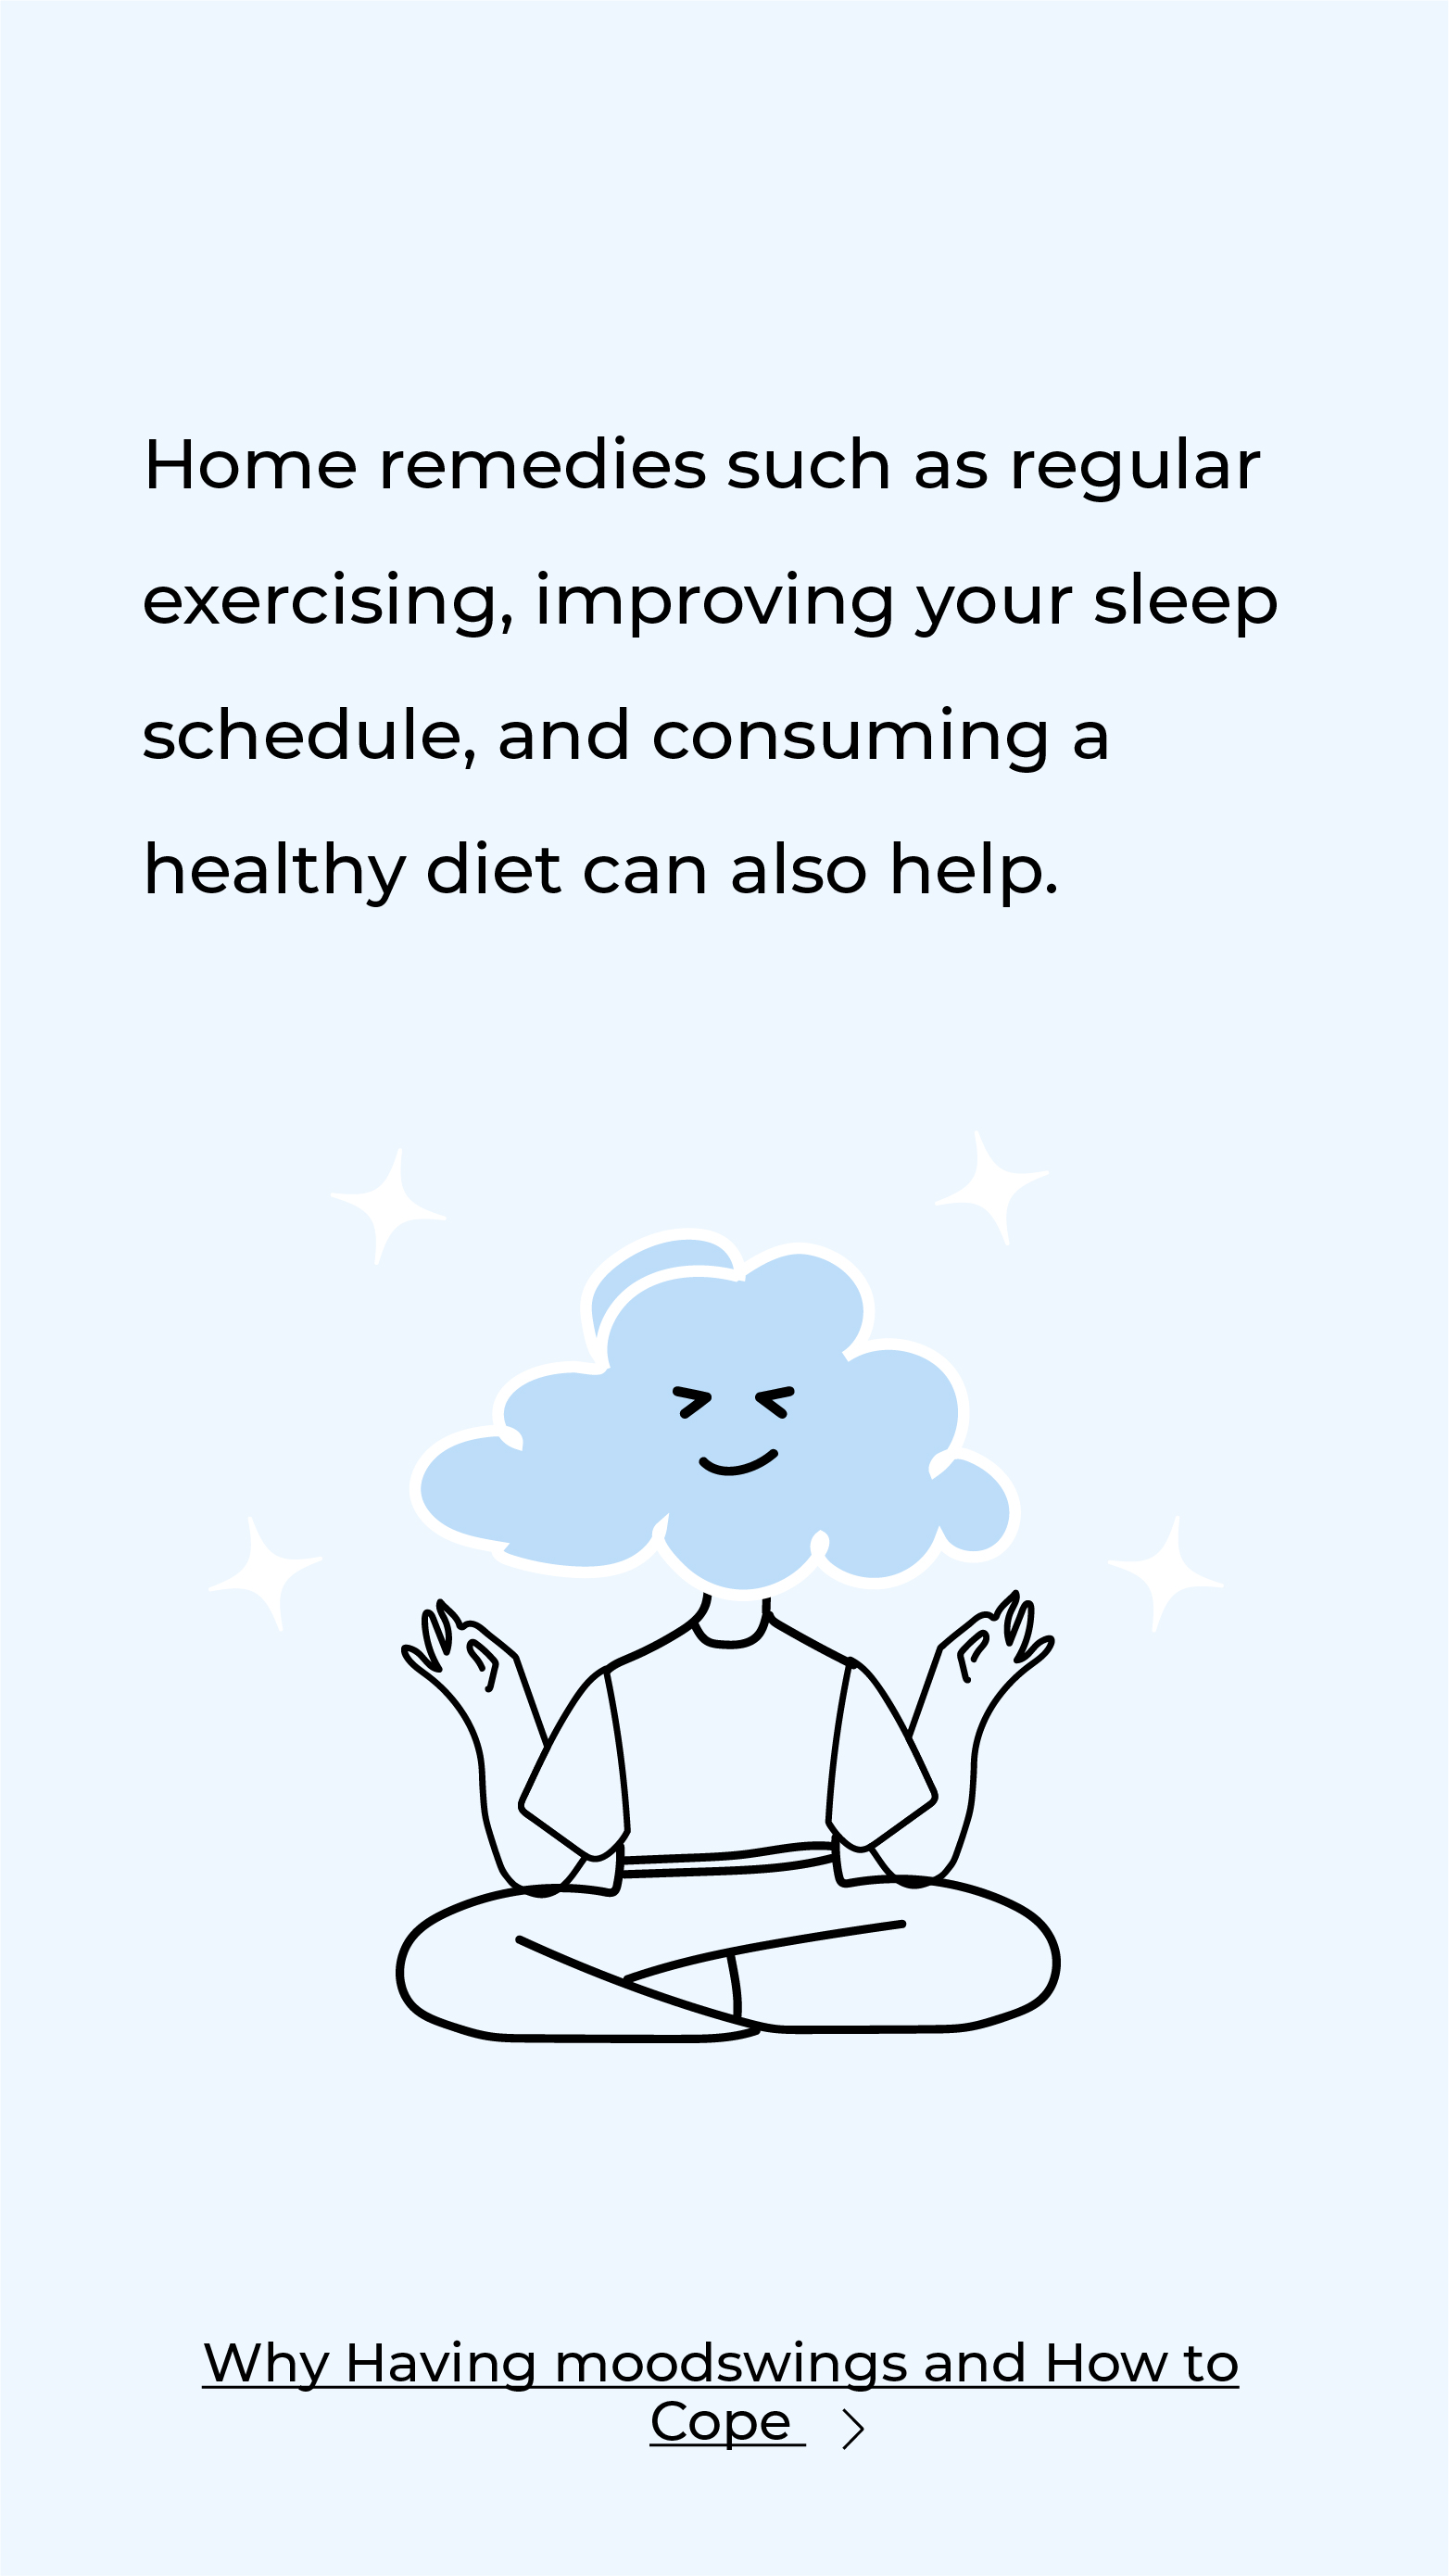 Home remedies such as regular
exercising, improving your sleep
schedule, and consuming a
healthy diet can also help.
Why Having moodswings and How to
Cope